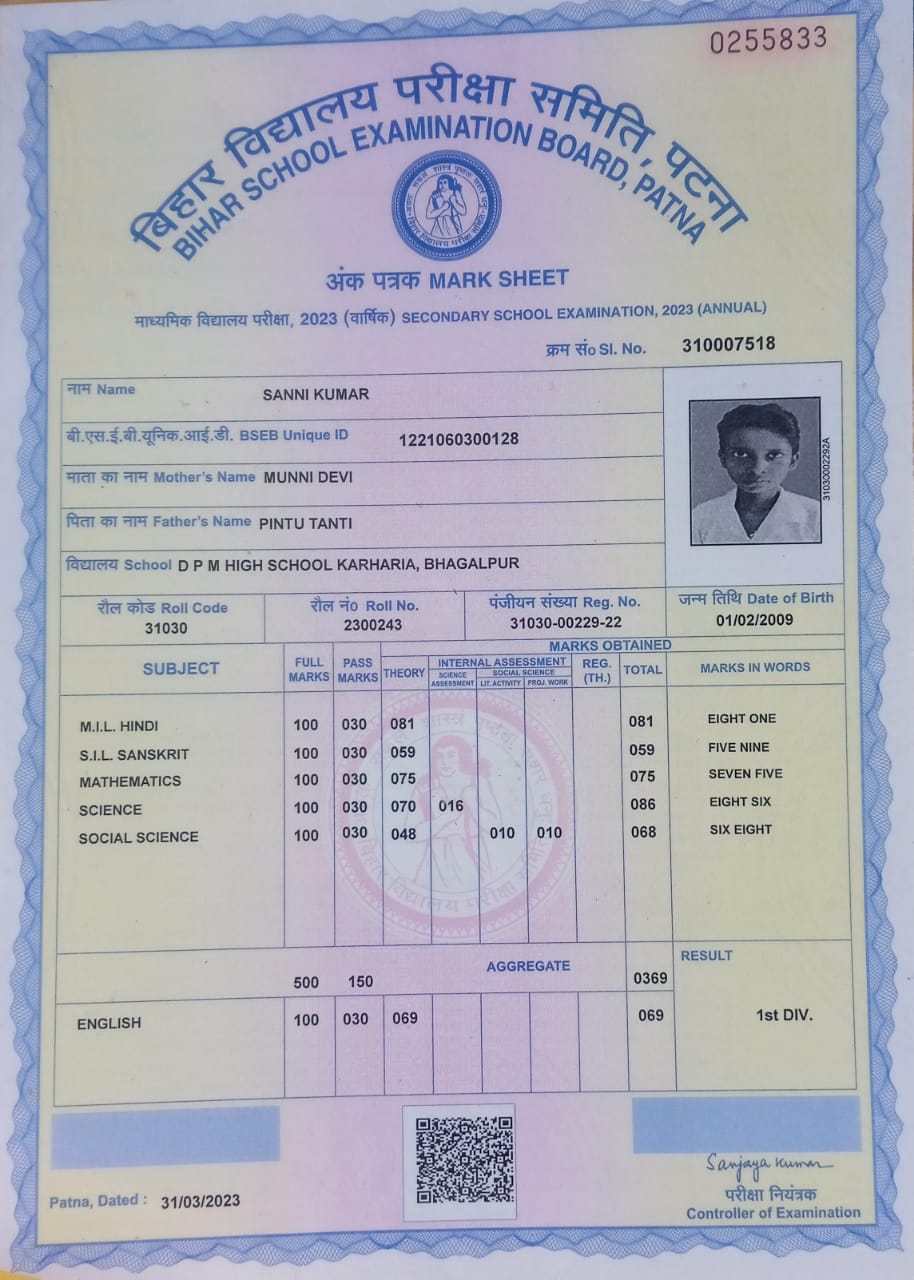 0255833
बिहार विद्यालय परीक्षा समिति, पटना
BIHAR SCHOOL EXAMINATION BOARD, PATNA
अंक पत्रक MARK SHEET
माध्यमिक विद्यालय परीक्षा, 2023 (वार्षिक) SECONDARY SCHOOL EXAMINATION, 2023 (ANNUAL)
क्रम सं० Sl. No. 310007518
नाम Name SANNI KUMAR
बी.एस.ई.बी.यूनिक.आई.डी. BSEB Unique ID 1221060300128
माता का नाम Mother's Name MUNNI DEVI
पिता का नाम Father's Name PINTU TANTI
विद्यालय School D P M HIGH SCHOOL KARHARIA, BHAGALPUR
31030002292A
रौल कोड Roll Code रौल नं० Roll No. पंजीयन संख्या Reg. No. जन्म तिथि Date of Birth
31030 2300243 31030-00229-22 01/02/2009
MARKS OBTAINED
SUBJECT FULL MARKS PASS MARKS THEORY INTERNAL ASSESSMENT REG. (TH.) TOTAL MARKS IN WORDS
SCIENCE ASSESSMENT SOCIAL SCIENCE LIT. ACTIVITY PROJ. WORK
M.I.L. HINDI 100 030 081 081 EIGHT ONE
S.I.L. SANSKRIT 100 030 059 059 FIVE NINE
MATHEMATICS 100 030 075 075 SEVEN FIVE
SCIENCE 100 030 070 016 086 EIGHT SIX
SOCIAL SCIENCE 100 030 048 010 010 068 SIX EIGHT
500 150 AGGREGATE 0369 RESULT
ENGLISH 100 030 069 069 1st DIV.
Sanjaya Kumar
Patna, Dated : 31/03/2023
परीक्षा नियंत्रक
Controller of Examination